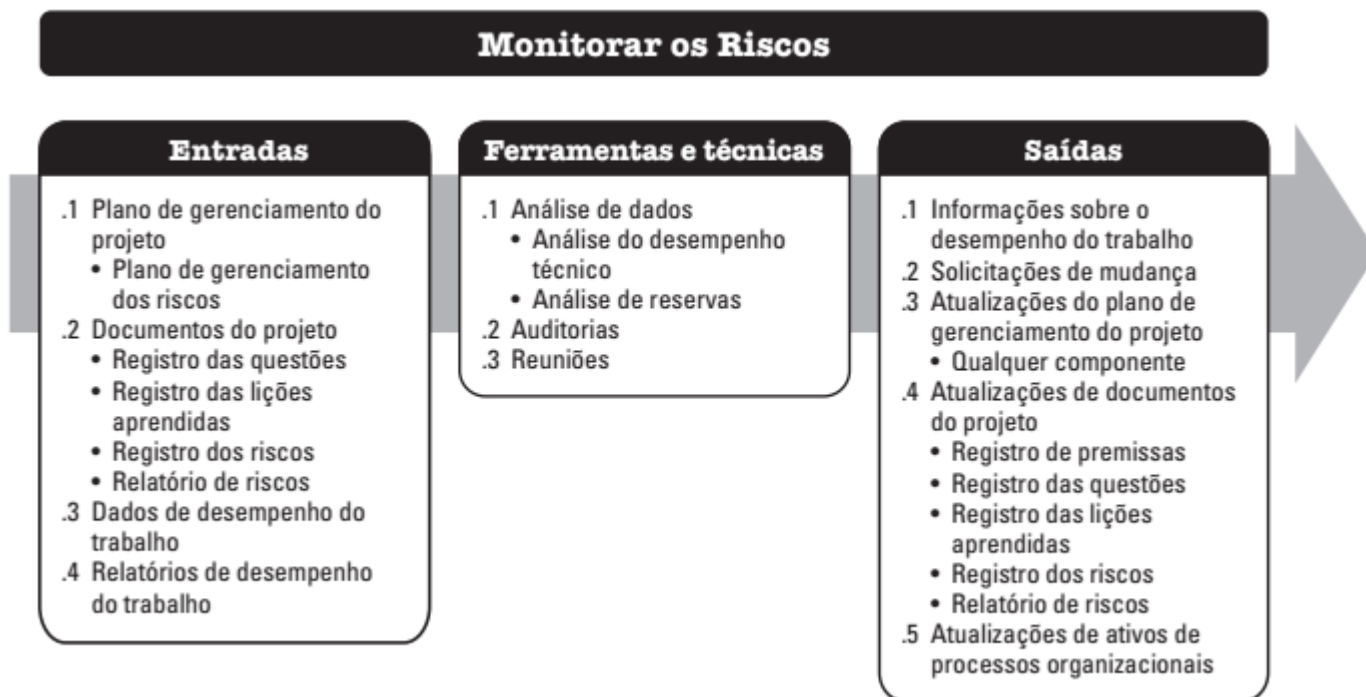 Monitorar os Riscos
Entradas
.1 Plano de gerenciamento do
projeto
• Plano de gerenciamento
dos riscos
.2 Documentos do projeto
• Registro das questões
• Registro das lições
aprendidas
• Registro dos riscos
• Relatório de riscos
.3 Dados de desempenho do
trabalho
.4 Relatórios de desempenho
do trabalho
Ferramentas e técnicas
.1 Análise de dados
• Análise do desempenho
técnico
• Análise de reservas
.2 Auditorias
.3 Reuniões
Saídas
.1 Informações sobre o
desempenho do trabalho
.2 Solicitações de mudança
.3 Atualizações do plano de
gerenciamento do projeto
• Qualquer componente
.4 Atualizações de documentos
do projeto
• Registro de premissas
• Registro das questões
• Registro das lições
aprendidas
• Registro dos riscos
• Relatório de riscos
.5 Atualizações de ativos de
processos organizacionais